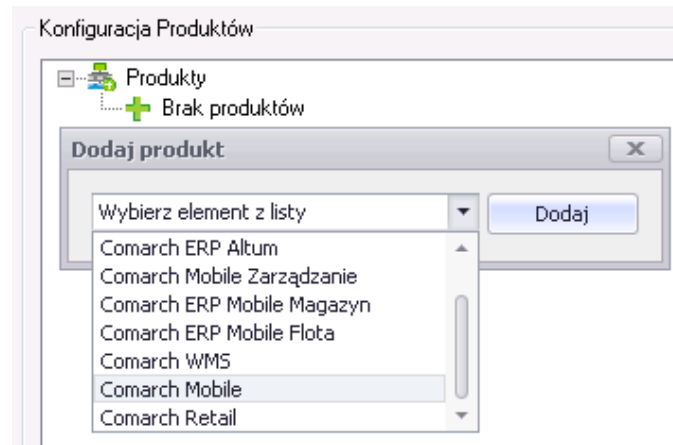 Konfiguracja Produktów
Produkty
Brak produktów
Dodaj produkt
Wybierz element z listy
Dodaj
Comarch ERP Altum
Comarch Mobile Zarządzanie
Comarch ERP Mobile Magazyn
Comarch ERP Mobile Flota
Comarch WMS
Comarch Mobile
Comarch Retail